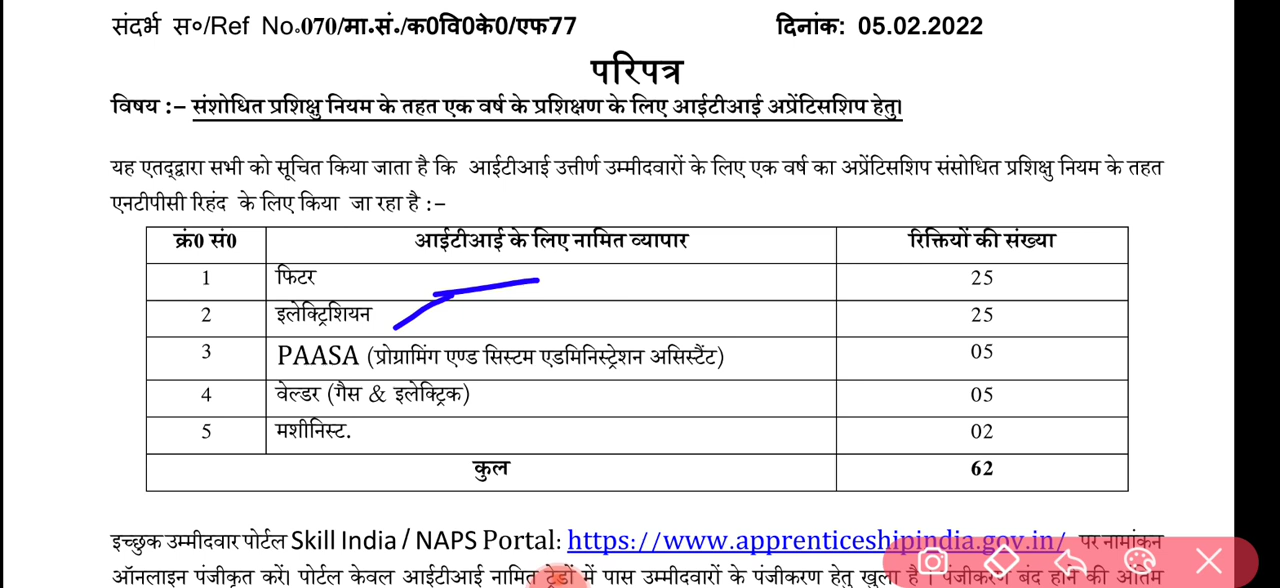 संदर्भ स०/Ref No.070/मा.सं./क0वि0के0/एफ77 दिनांक: 05.02.2022
परिपत्र
विषय :– संशोधित प्रशिक्षु नियम के तहत एक वर्ष के प्रशिक्षण के लिए आईटीआई अप्रेंटिसशिप हेतु।
यह एतद्द्वारा सभी को सूचित किया जाता है कि आईटीआई उत्तीर्ण उम्मीदवारों के लिए एक वर्ष का अप्रेंटिसशिप संसोधित प्रशिक्षु नियम के तहत
एनटीपीसी रिहंद के लिए किया जा रहा है :–
क्रं0 सं0 आईटीआई के लिए नामित व्यापार रिक्तियों की संख्या
1 फिटर 25
2 इलेक्ट्रिशियन 25
3 PAASA (प्रोग्रामिंग एण्ड सिस्टम एडमिनिस्ट्रेशन असिस्टैंट) 05
4 वेल्डर (गैस & इलेक्ट्रिक) 05
5 मशीनिस्ट. 02
कुल 62
इच्छुक उम्मीदवार पोर्टल Skill India / NAPS Portal: https://www.apprenticeshipindia.gov.in/ पर नामांकन
ऑनलाइन पंजीकृत करें। पोर्टल केवल आईटीआई नामित ट्रेडों में पास उम्मीदवारों के पंजीकरण हेतु खुला है पंजीकरण बंद होने की अंतिम